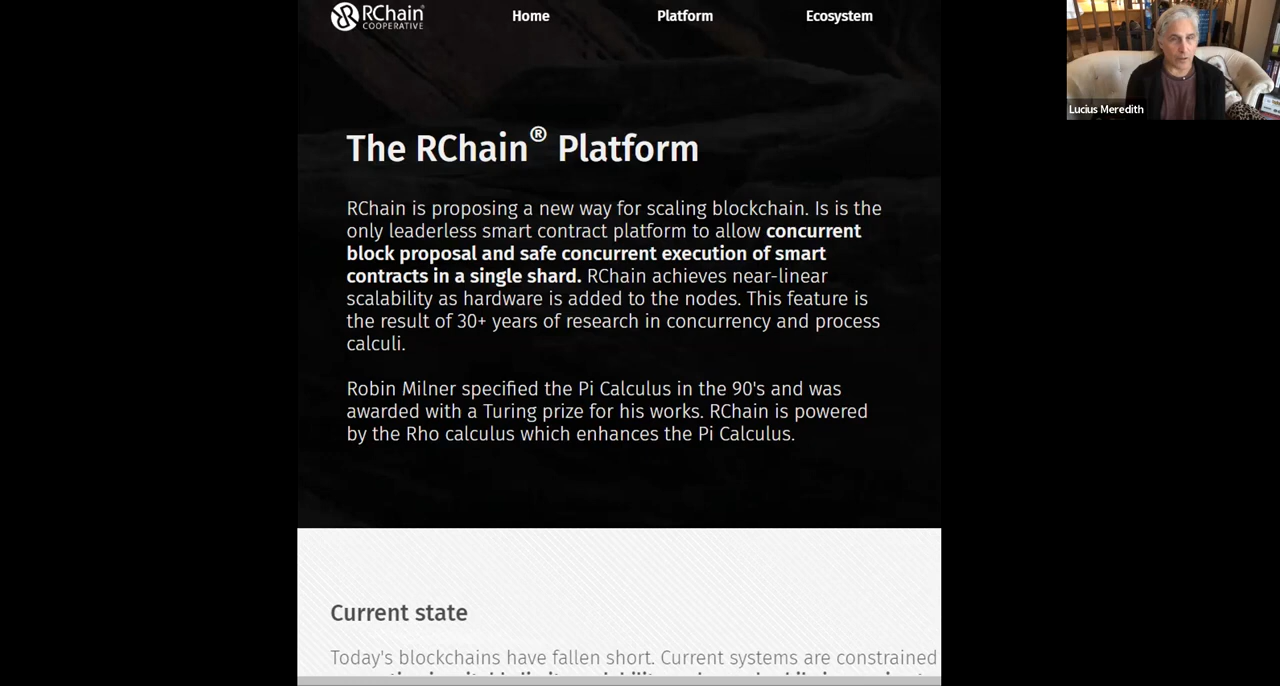 RChain®
COOPERATIVE
Home
Platform
Ecosystem
Lucius Meredith
The RChain® Platform
RChain is proposing a new way for scaling blockchain. Is is the
only leaderless smart contract platform to allow concurrent
block proposal and safe concurrent execution of smart
contracts in a single shard. RChain achieves near-linear
scalability as hardware is added to the nodes. This feature is
the result of 30+ years of research in concurrency and process
calculi.
Robin Milner specified the Pi Calculus in the 90's and was
awarded with a Turing prize for his works. RChain is powered
by the Rho calculus which enhances the Pi Calculus.
Current state
Today's blockchains have fallen short. Current systems are constrained